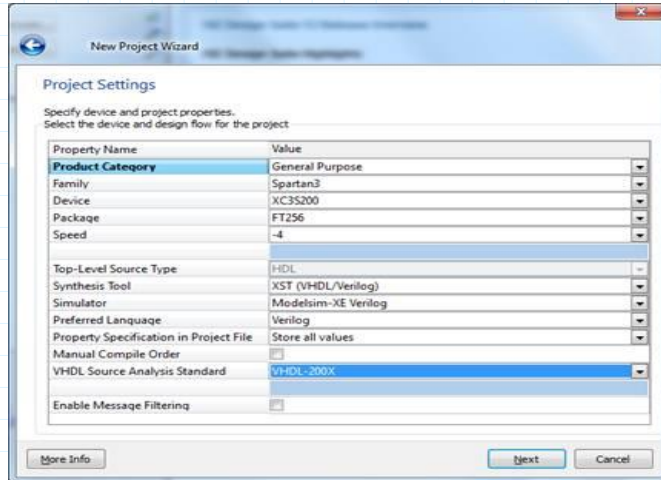 New Project Wizard
Project Settings
Specify device and project properties.
Select the device and design flow for the project
Property Name Value
Product Category General Purpose
Family Spartan3
Device XC3S200
Package FT256
Speed -4
Top-Level Source Type HDL
Synthesis Tool XST (VHDL/Verilog)
Simulator Modelsim-XE Verilog
Preferred Language Verilog
Property Specification in Project File Store all values
Manual Compile Order
VHDL Source Analysis Standard VHDL-200X
Enable Message Filtering
More Info Next Cancel